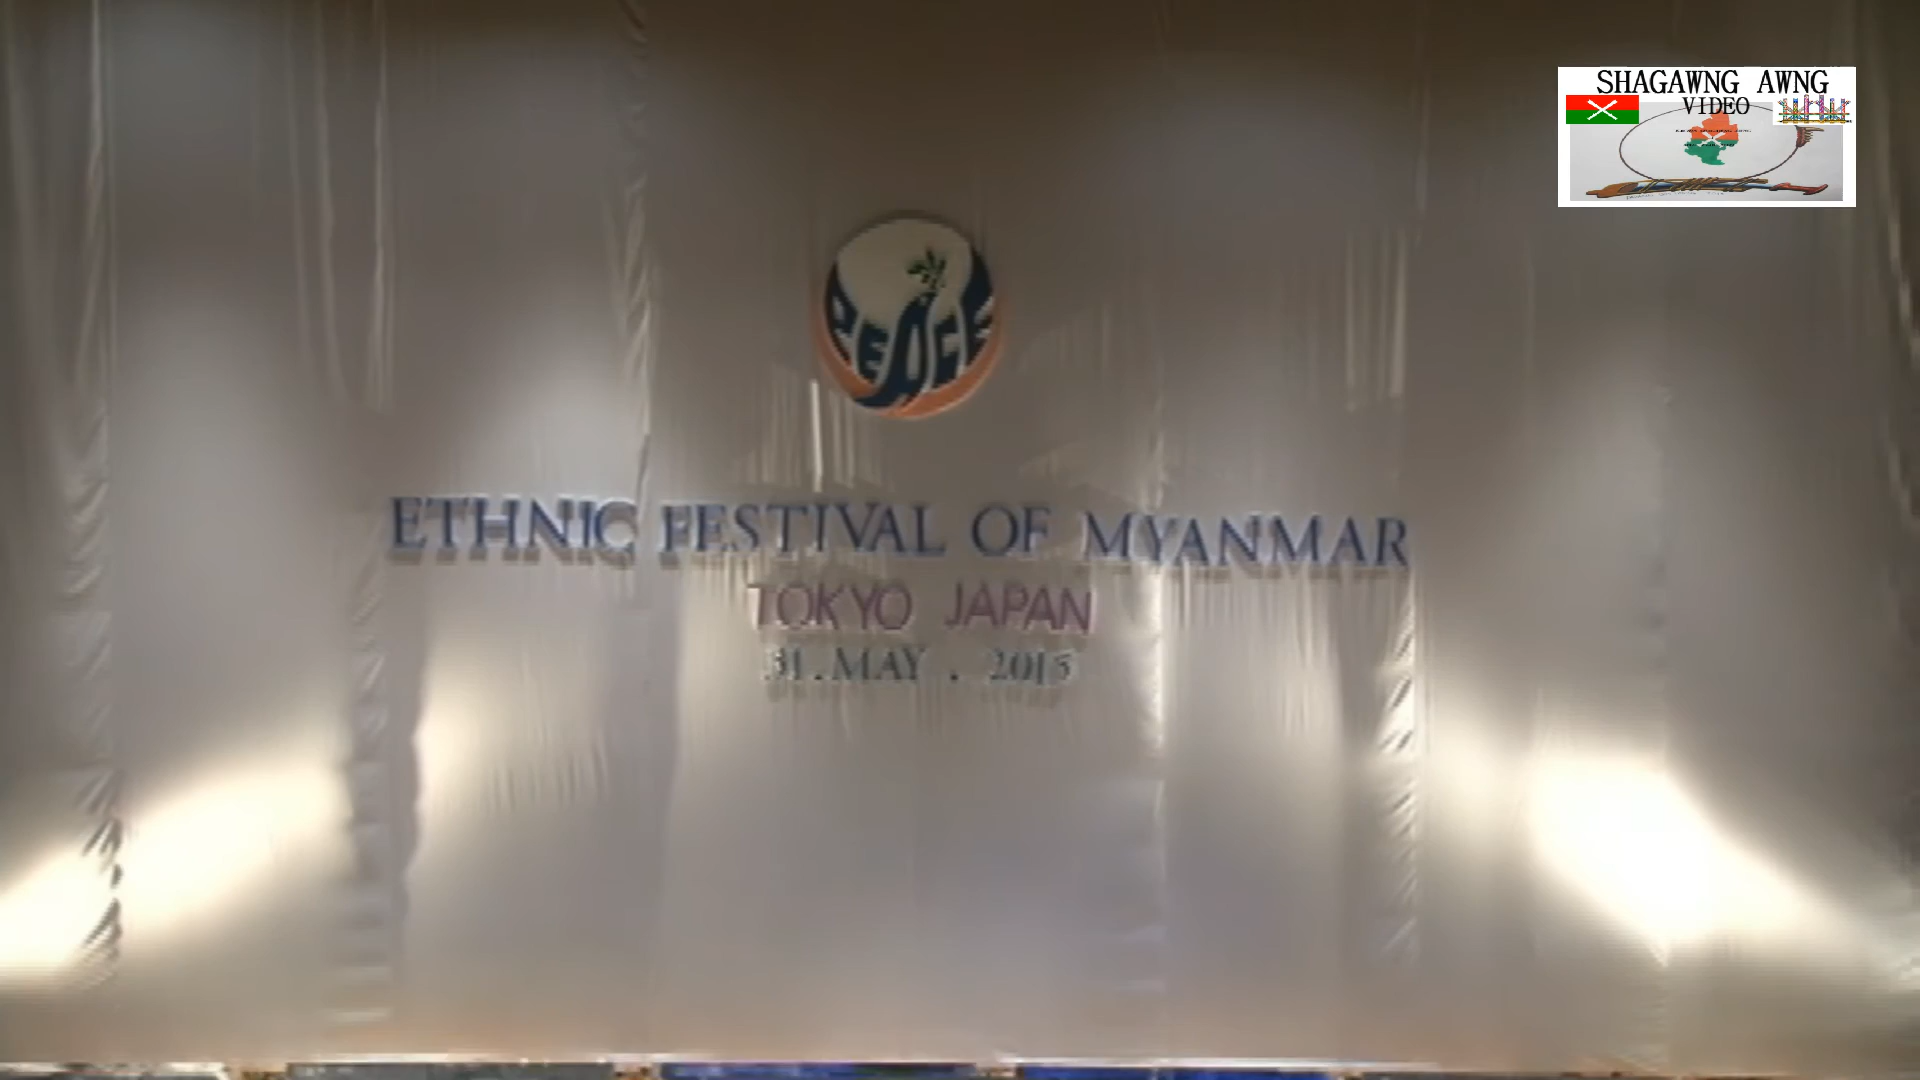 SHAGAWNG AWNG
VIDEO
PEACE
ETHNIC FESTIVAL OF MYANMAR
TOKYO JAPAN
31.MAY . 2015